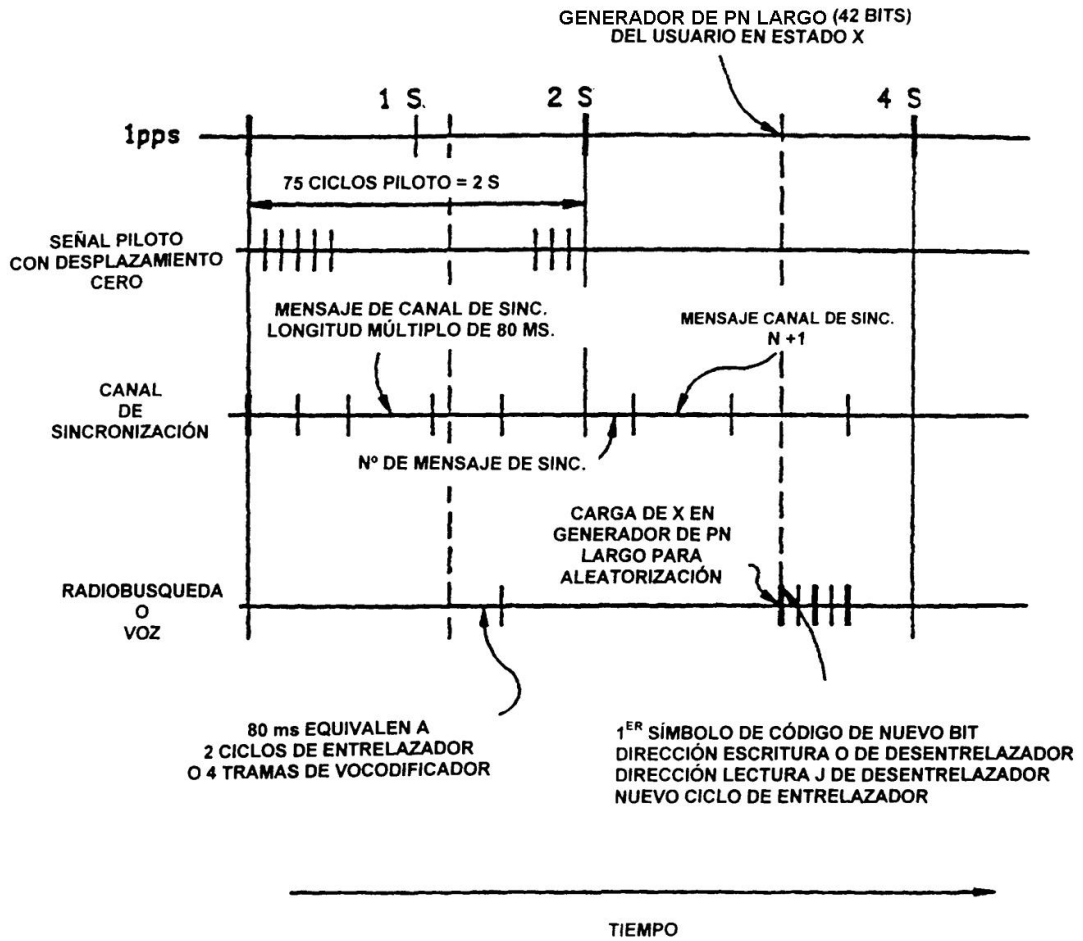 GENERADOR DE PN LARGO (42 BITS)
DEL USUARIO EN ESTADO X
1 S
2 S
4 S
1pps
75 CICLOS PILOTO = 2 S
SEÑAL PILOTO
CON DESPLAZAMIENTO
CERO
MENSAJE DE CANAL DE SINC.
LONGITUD MÚLTIPLO DE 80 MS.
MENSAJE CANAL DE SINC.
N +1
CANAL
DE
SINCRONIZACIÓN
Nº DE MENSAJE DE SINC.
CARGA DE X EN
GENERADOR DE PN
LARGO PARA
ALEATORIZACIÓN
RADIOBUSQUEDA
O
VOZ
80 ms EQUIVALEN A
2 CICLOS DE ENTRELAZADOR
O 4 TRAMAS DE VOCODIFICADOR
1ER SÍMBOLO DE CÓDIGO DE NUEVO BIT
DIRECCIÓN ESCRITURA O DE DESENTRELAZADOR
DIRECCIÓN LECTURA J DE DESENTRELAZADOR
NUEVO CICLO DE ENTRELAZADOR
TIEMPO